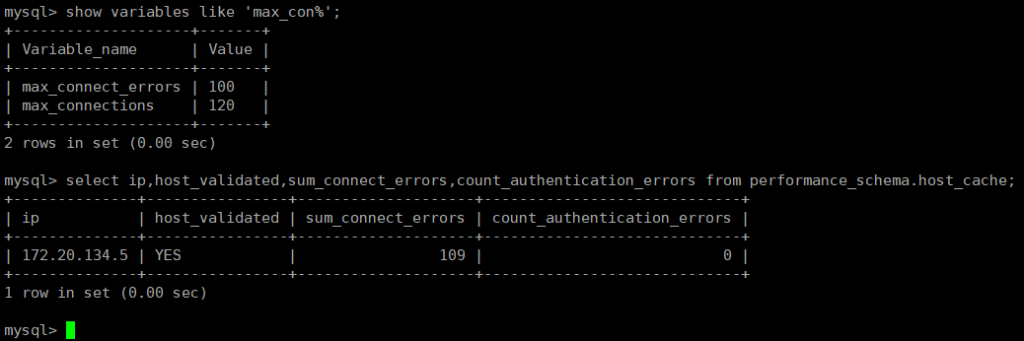 mysql> show variables like 'max_con%';
+--------------------+-------+
| Variable_name      | Value |
+--------------------+-------+
| max_connect_errors | 100   |
| max_connections    | 120   |
+--------------------+-------+
2 rows in set (0.00 sec)

mysql> select ip,host_validated,sum_connect_errors,count_authentication_errors from performance_schema.host_cache;
+--------------+----------------+--------------------+-----------------------------+
| ip           | host_validated | sum_connect_errors | count_authentication_errors |
+--------------+----------------+--------------------+-----------------------------+
| 172.20.134.5 | YES            |                109 |                           0 |
+--------------+----------------+--------------------+-----------------------------+
1 row in set (0.00 sec)

mysql>